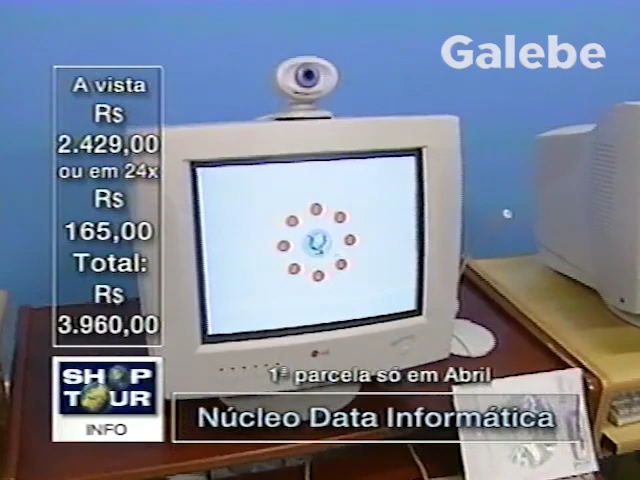 Galebe
A vista
R$
2.429,00
ou em 24x
R$
165,00
Total:
R$
3.960,00
SHOP
TOUR
INFO
LG
1ª parcela só em Abril
Núcleo Data Informática